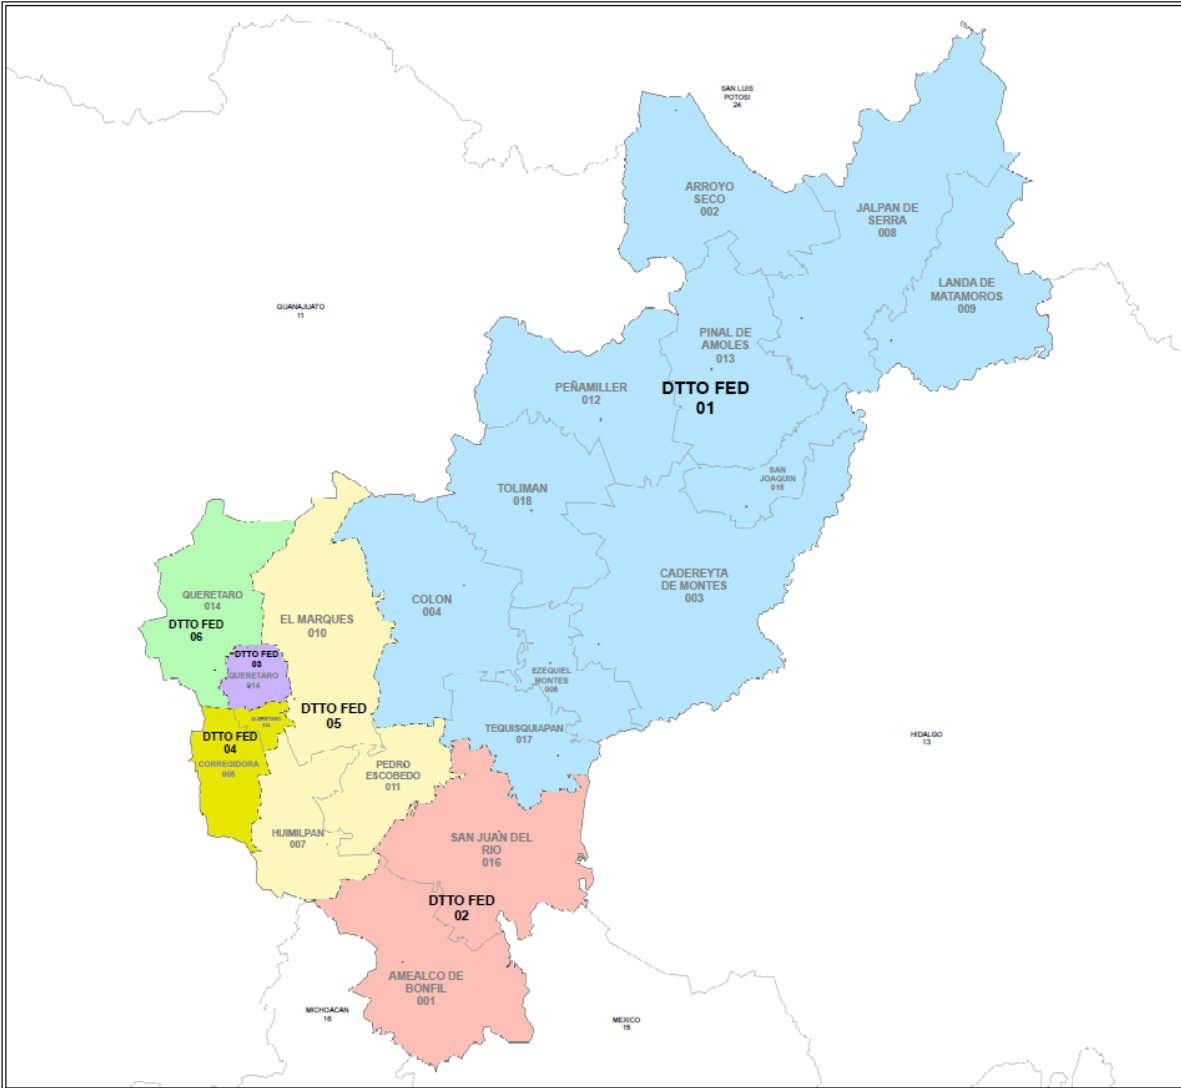 SAN LUIS
POTOSI
24
ARROYO
SECO
002
JALPAN DE
SERRA
008
LANDA DE
MATAMOROS
009
GUANAJUATO
11
PINAL DE
AMOLES
013
PEÑAMILLER
012
DTTO FED
01
SAN
JOAQUIN
015
TOLIMAN
018
CADEREYTA
DE MONTES
003
COLON
004
QUERETARO
014
DTTO FED
06
EL MARQUES
010
DTTO FED
03
QUERETARO
014
EZEQUIEL
MONTES
006
DTTO FED
05
QUERETARO
014
TEQUISQUIAPAN
017
DTTO FED
04
CORREGIDORA
005
HIDALGO
13
PEDRO
ESCOBEDO
011
HUIMILPAN
007
SAN JUAN DEL
RIO
016
DTTO FED
02
AMEALCO DE
BONFIL
001
MICHOACAN
16
MEXICO
15